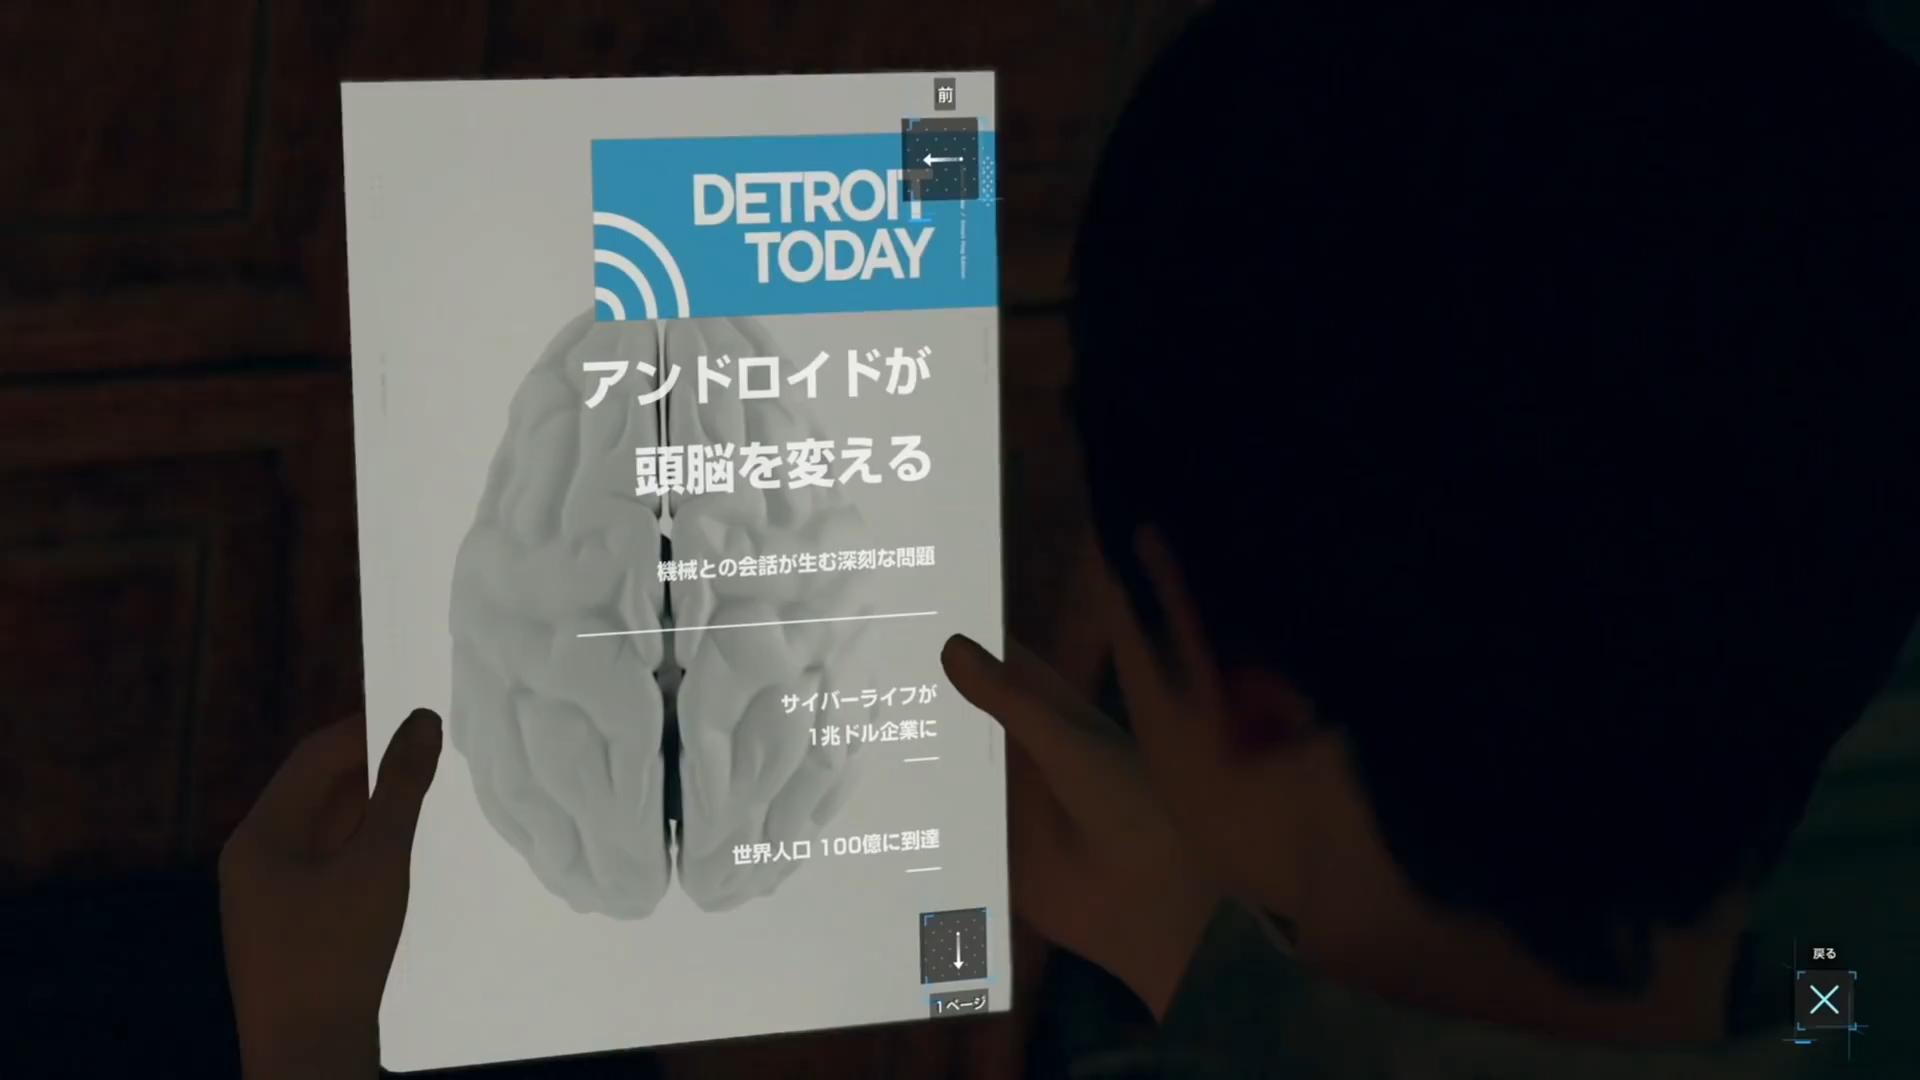 前
DETROIT
TODAY
アンドロイドが
頭脳を変える
機械との会話が生む深刻な問題
サイバーライフが
1兆ドル企業に
世界人口 100億に到達
1ページ
戻る